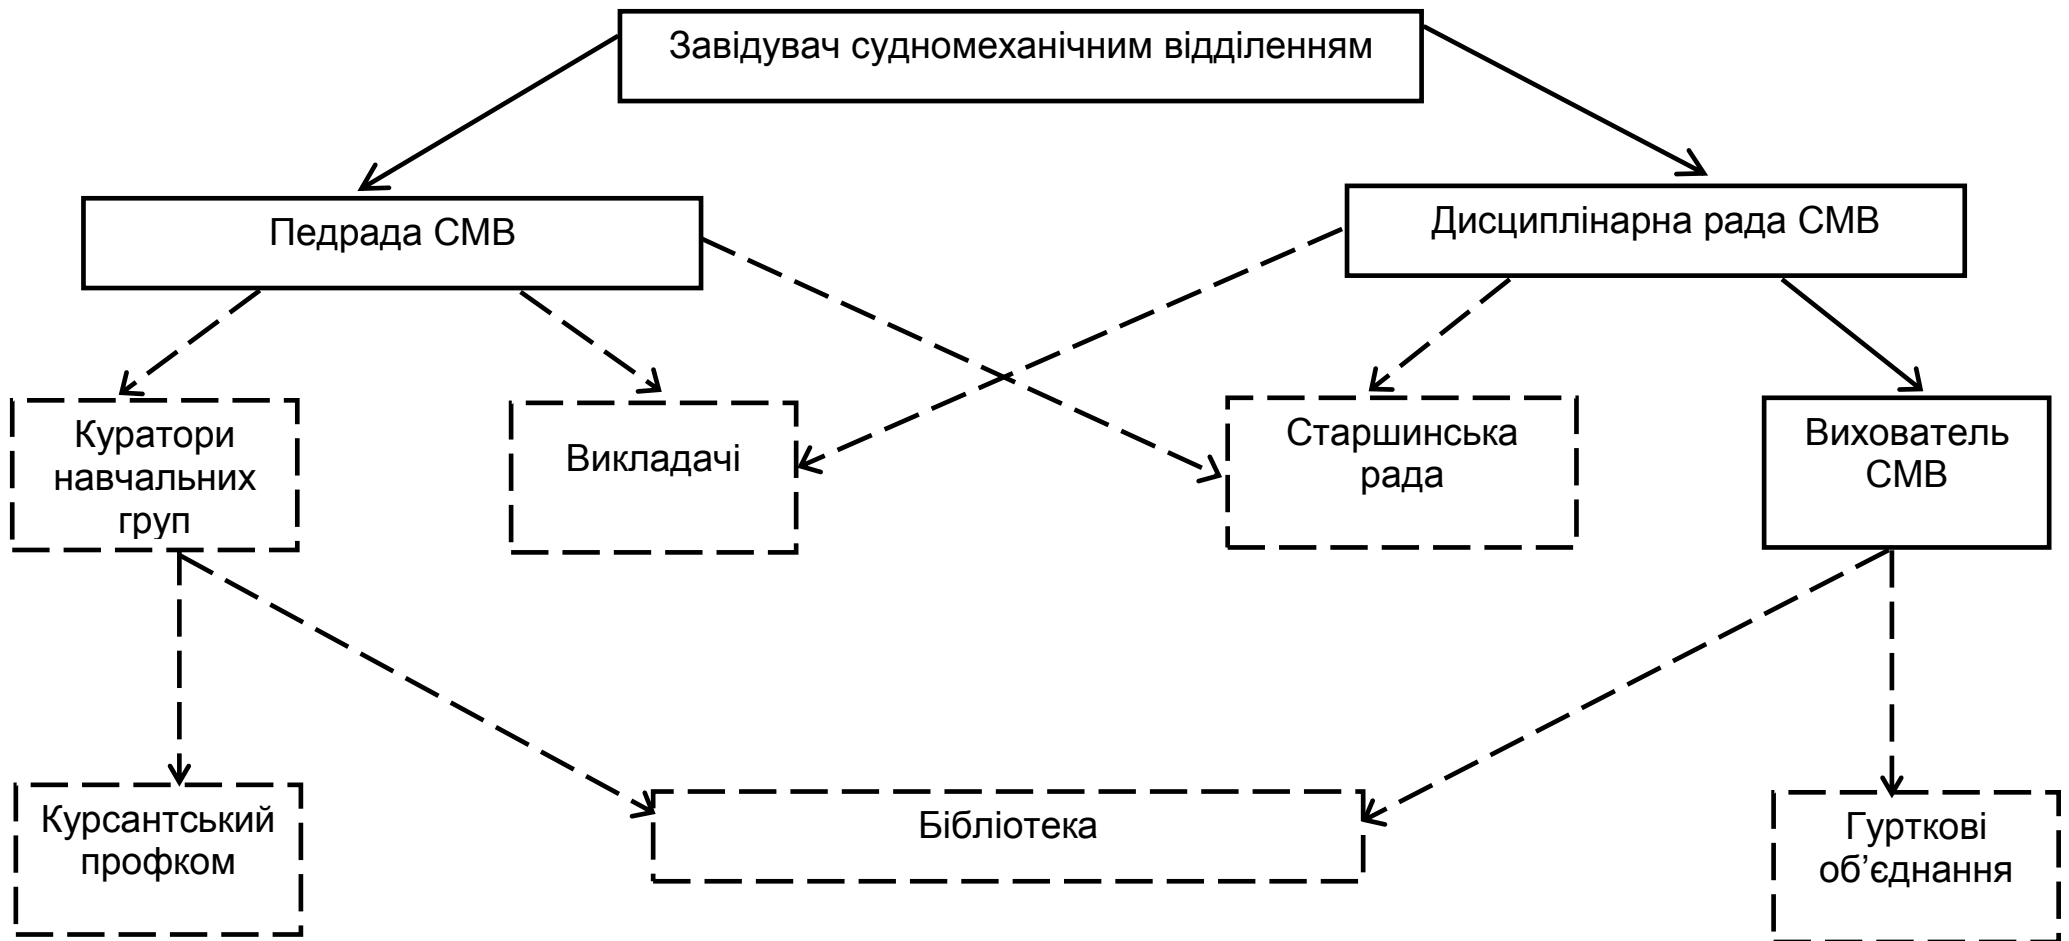 Завідувач судномеханічним відділенням
Педрада СМВ
Дисциплінарна рада СМВ
Куратори
навчальних
груп
Викладачі
Старшинська
рада
Вихователь
СМВ
Курсантський
профком
Бібліотека
Гурткові
об’єднання